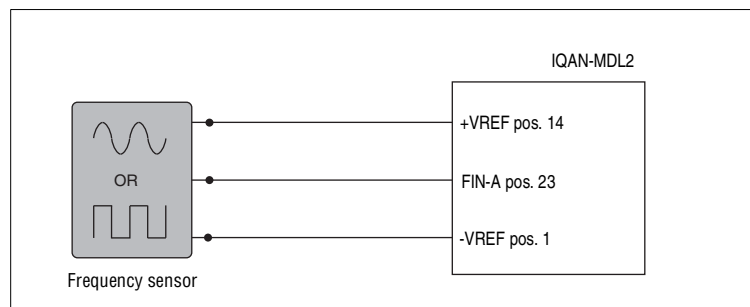 IQAN-MDL2
+VREF pos. 14
OR
FIN-A pos. 23
-VREF pos. 1
Frequency sensor